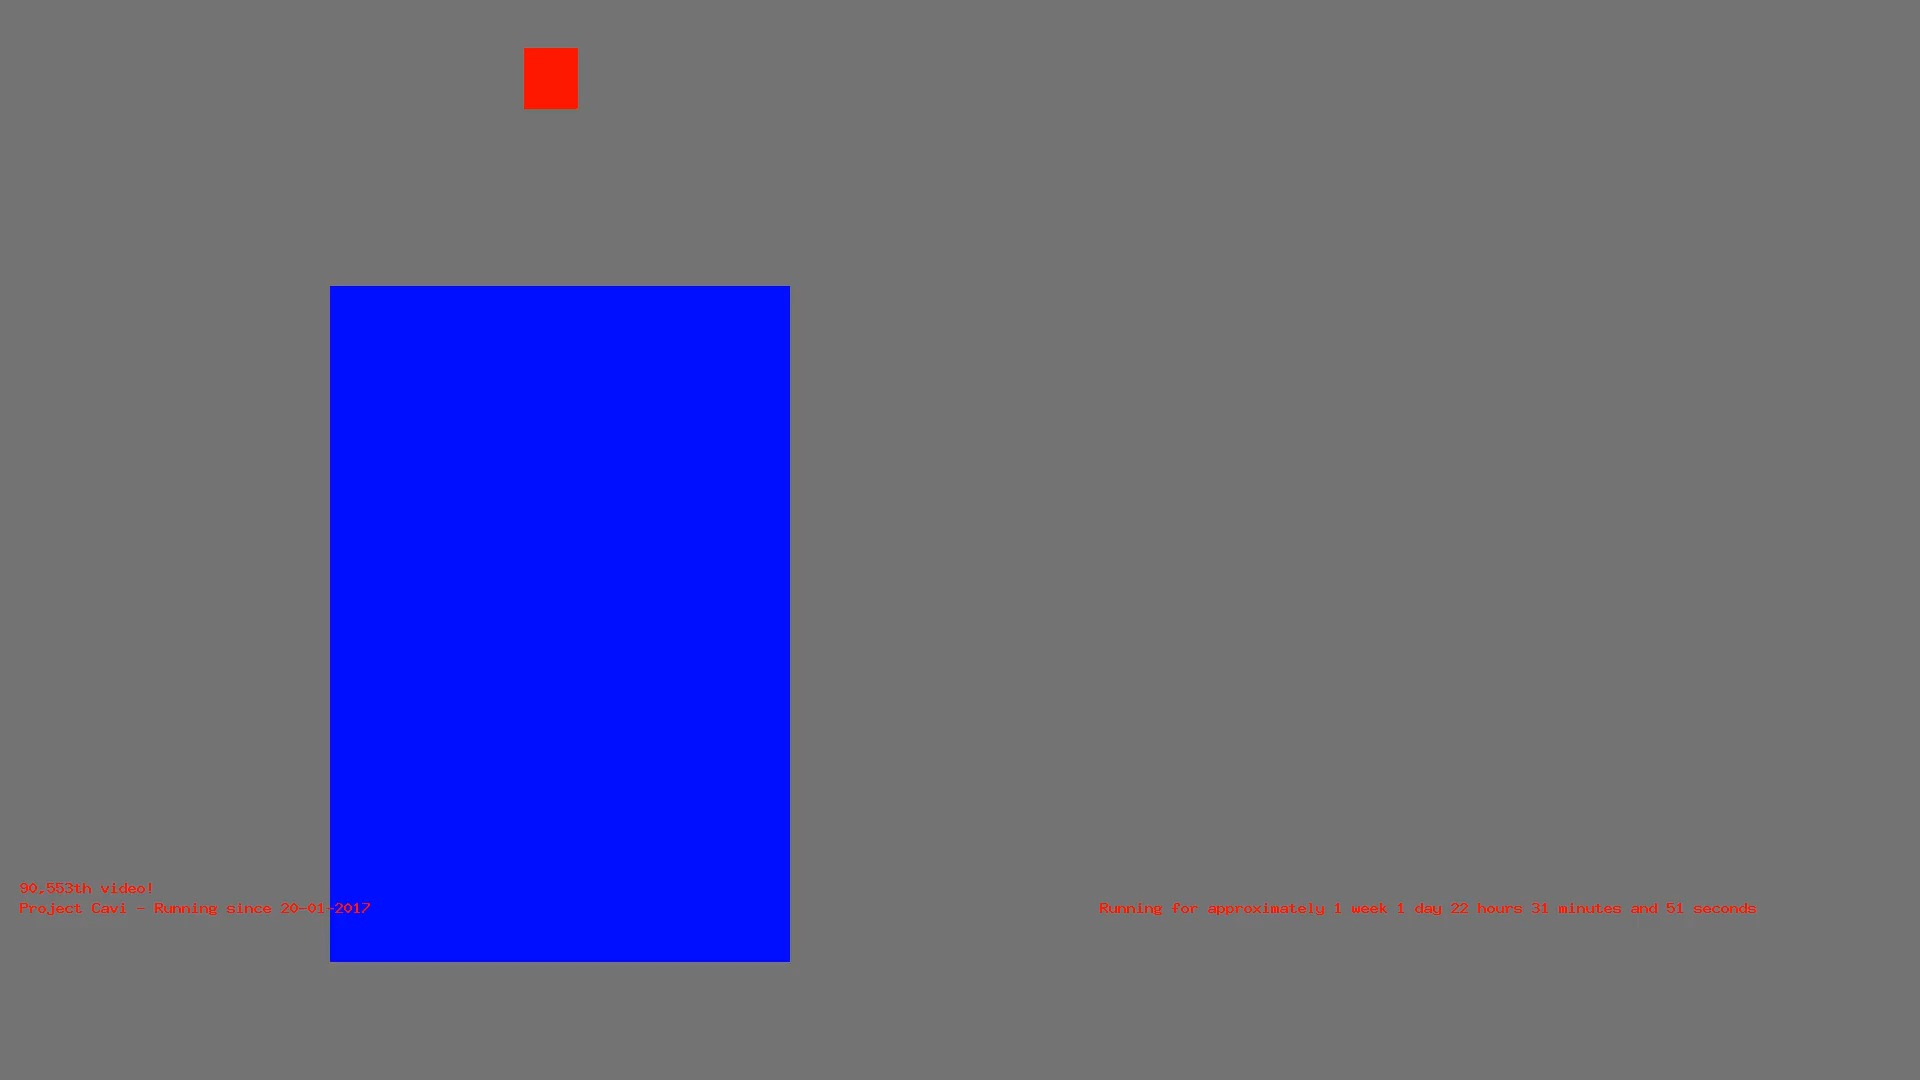 90,553th video!
Project Cavi - Running since 20-01-2017
Running for approximately 1 week 1 day 22 hours 31 minutes and 51 seconds